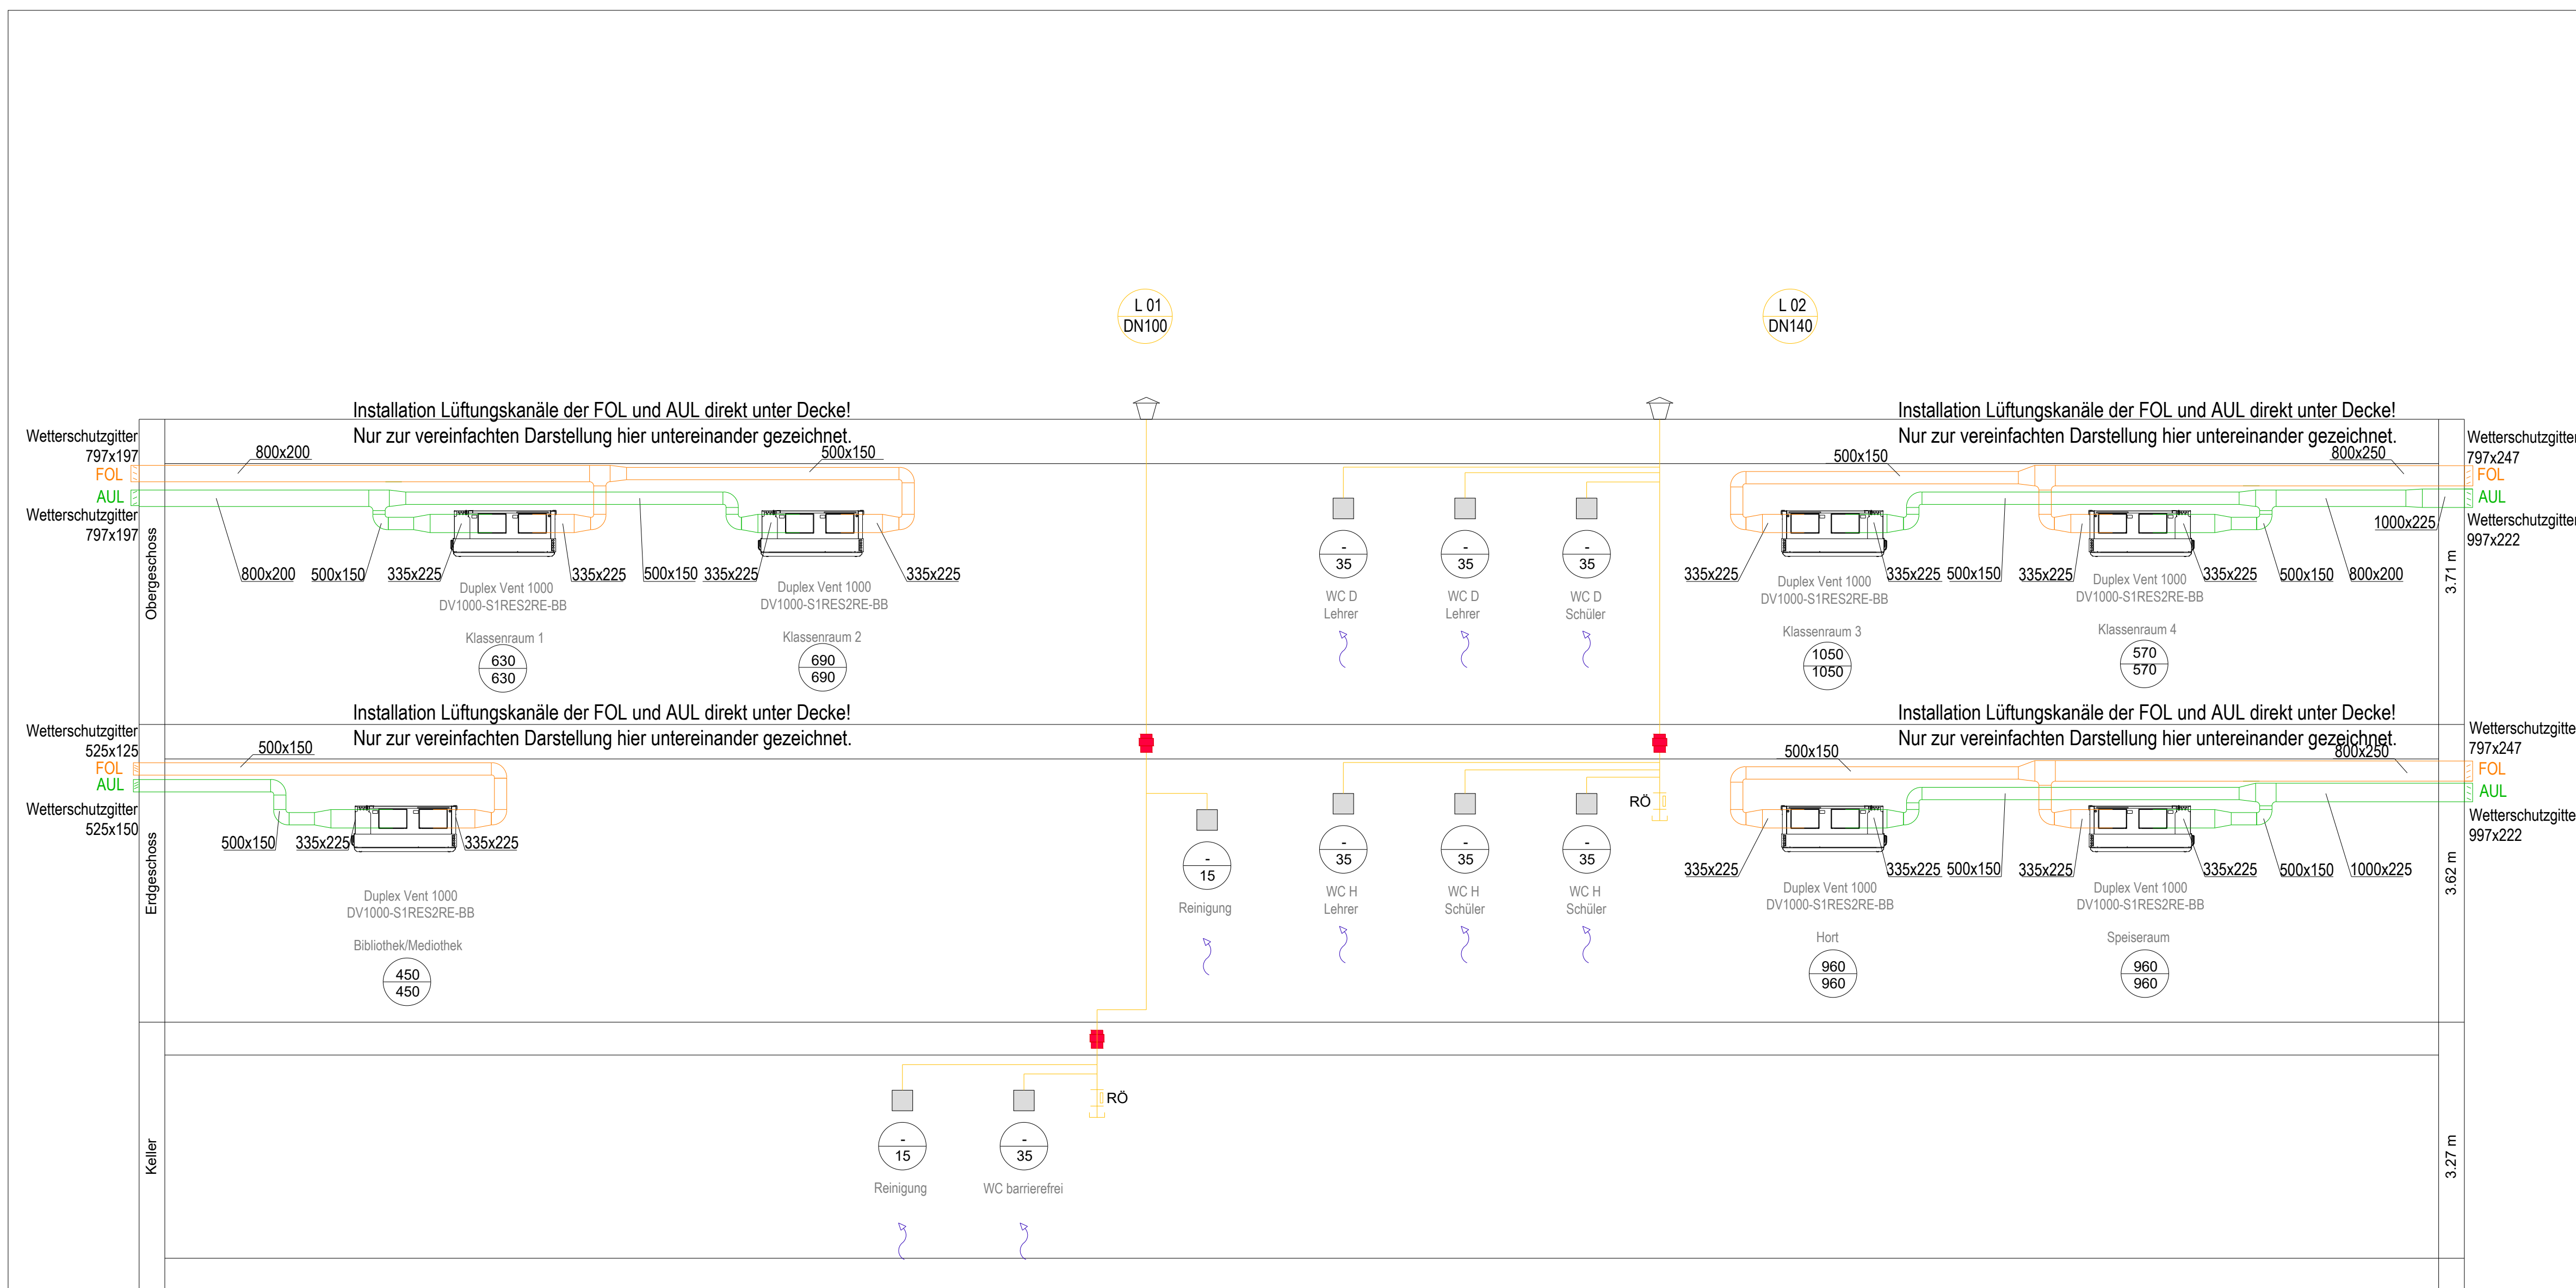 L 01
DN100
L 02
DN140
Installation Lüftungskanäle der FOL und AUL direkt unter Decke!
Nur zur vereinfachten Darstellung hier untereinander gezeichnet.
Installation Lüftungskanäle der FOL und AUL direkt unter Decke!
Nur zur vereinfachten Darstellung hier untereinander gezeichnet.
Wetterschutzgitter
797x197
FOL
AUL
Wetterschutzgitter
797x197
Obergeschoss
800x200
500x150
800x200
500x150
335x225
335x225
500x150
335x225
335x225
Duplex Vent 1000
DV1000-S1RES2RE-BB
Klassenraum 1
630
630
Duplex Vent 1000
DV1000-S1RES2RE-BB
Klassenraum 2
690
690
-
35
WC D
Lehrer
-
35
WC D
Lehrer
-
35
WC D
Schüler
500x150
800x250
335x225
335x225
500x150
335x225
335x225
500x150
800x200
1000x225
Duplex Vent 1000
DV1000-S1RES2RE-BB
Klassenraum 3
1050
1050
Duplex Vent 1000
DV1000-S1RES2RE-BB
Klassenraum 4
570
570
3.71 m
Wetterschutzgitter
797x247
FOL
AUL
Wetterschutzgitter
997x222
Installation Lüftungskanäle der FOL und AUL direkt unter Decke!
Nur zur vereinfachten Darstellung hier untereinander gezeichnet.
Installation Lüftungskanäle der FOL und AUL direkt unter Decke!
Nur zur vereinfachten Darstellung hier untereinander gezeichnet.
Wetterschutzgitter
525x125
FOL
AUL
Wetterschutzgitter
525x150
Erdgeschoss
500x150
500x150
335x225
335x225
Duplex Vent 1000
DV1000-S1RES2RE-BB
Bibliothek/Mediothek
450
450
-
15
Reinigung
-
35
WC H
Lehrer
-
35
WC H
Schüler
-
35
WC H
Schüler
RÖ
500x150
800x250
335x225
335x225
500x150
335x225
335x225
500x150
1000x225
Duplex Vent 1000
DV1000-S1RES2RE-BB
Hort
960
960
Duplex Vent 1000
DV1000-S1RES2RE-BB
Speiseraum
960
960
3.62 m
Wetterschutzgitter
797x247
FOL
AUL
Wetterschutzgitter
997x222
Keller
RÖ
-
15
Reinigung
-
35
WC barrierefrei
3.27 m